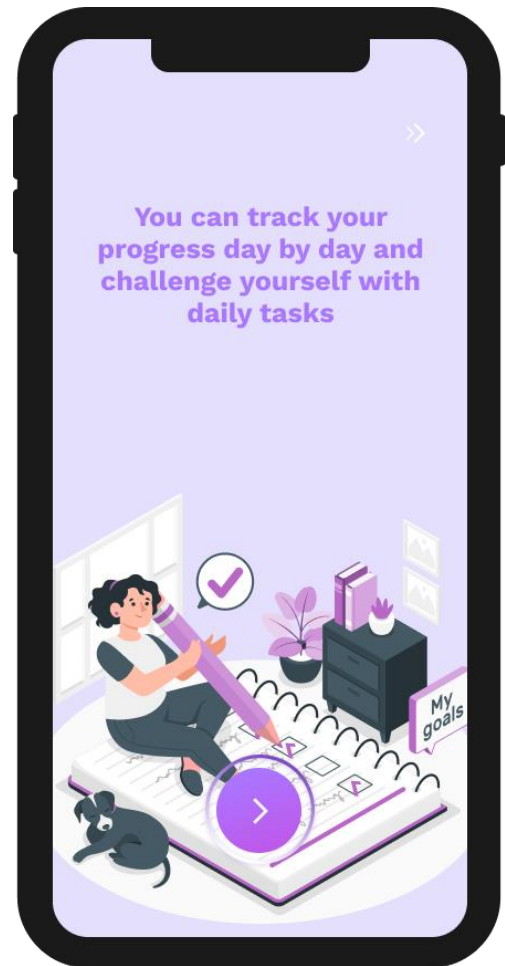 You can track your
progress day by day and
challenge yourself with
daily tasks
My
goals